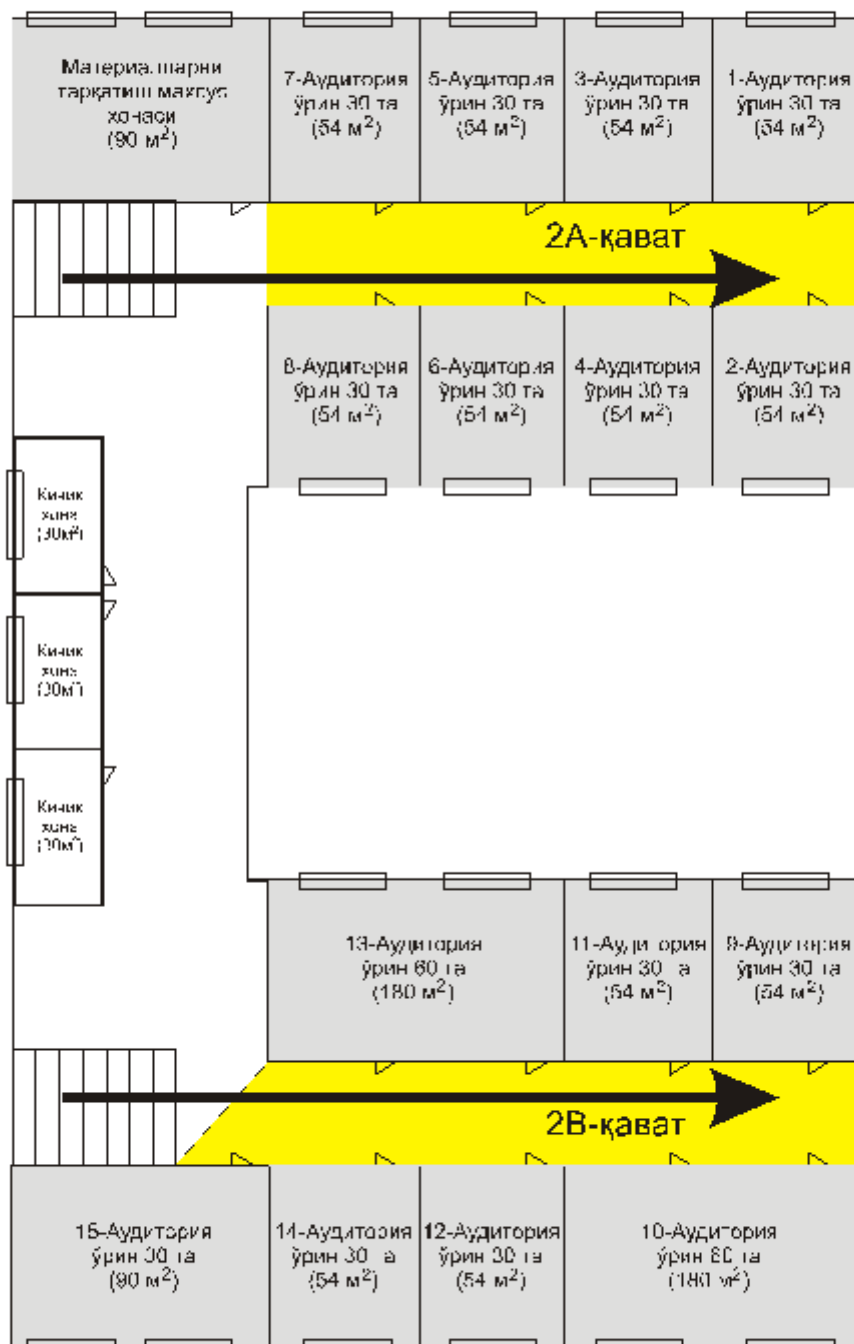 Материалларни
тарқатиш махсус
хонаси
(90 м²)
7-Аудитория
ўрин 30 та
(54 м²)
5-Аудитория
ўрин 30 та
(54 м²)
3-Аудитория
ўрин 30 та
(54 м²)
1-Аудитория
ўрин 30 та
(54 м²)
2А-қават
8-Аудитория
ўрин 30 та
(54 м²)
6-Аудитория
ўрин 30 та
(54 м²)
4-Аудитория
ўрин 30 та
(54 м²)
2-Аудитория
ўрин 30 та
(54 м²)
Кичик
хона
(30м²)
Кичик
хона
(30м²)
Кичик
хона
(30м²)
13-Аудитория
ўрин 60 та
(180 м²)
11-Аудитория
ўрин 30 та
(54 м²)
9-Аудитория
ўрин 30 та
(54 м²)
2В-қават
15-Аудитория
ўрин 30 та
(90 м²)
14-Аудитория
ўрин 30 та
(54 м²)
12-Аудитория
ўрин 30 та
(54 м²)
10-Аудитория
ўрин 60 та
(180 м²)